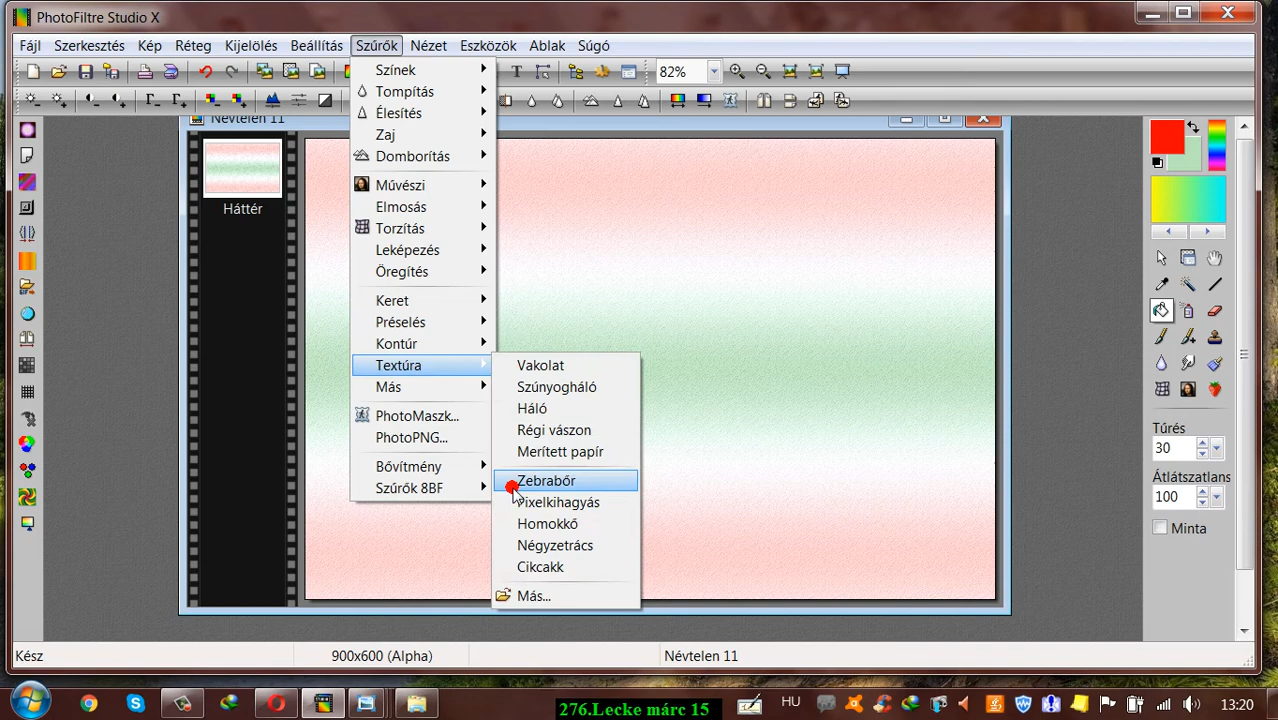 PhotoFiltre Studio X
Fájl Szerkesztés Kép Réteg Kijelölés Beállítás Szűrők Nézet Eszközök Ablak Súgó
82%
Névtelen 11
Háttér
Színek
Tompítás
Élesítés
Zaj
Domborítás
Művészi
Elmosás
Torzítás
Leképezés
Öregítés
Keret
Préselés
Kontúr
Textúra
Más
PhotoMaszk...
PhotoPNG...
Bővítmény
Szűrők 8BF
Vakolat
Szúnyogháló
Háló
Régi vászon
Merített papír
Zebrabőr
Pixelkihagyás
Homokkő
Négyzetrács
Cikcakk
Más...
Tűrés
30
Átlátszatlans
100
Minta
Kész 900x600 (Alpha) Névtelen 11
276.Lecke márc 15
HU
13:20